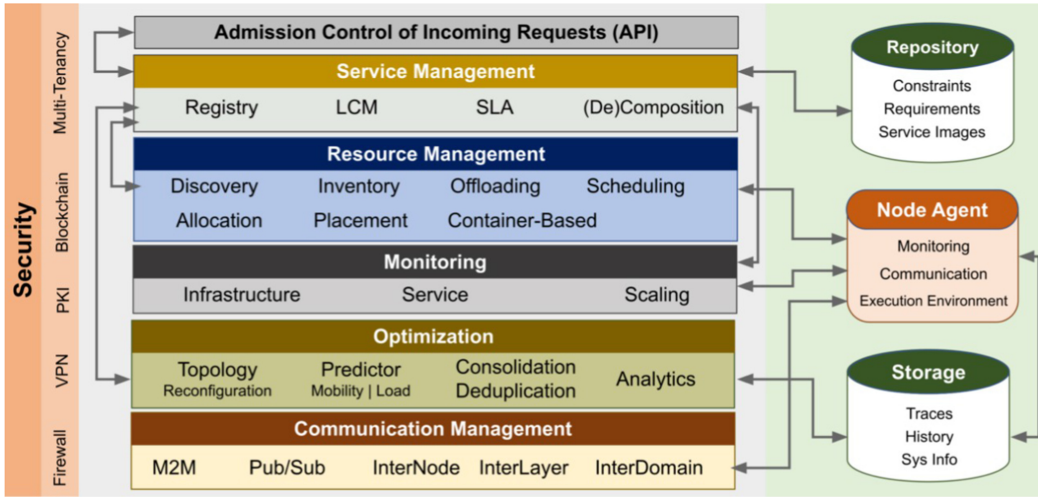 Security
Multi-Tenancy
Blockchain
PKI
VPN
Firewall
Admission Control of Incoming Requests (API)
Service Management
Registry LCM SLA (De)Composition
Resource Management
Discovery Inventory Offloading Scheduling
Allocation Placement Container-Based
Monitoring
Infrastructure Service Scaling
Optimization
Topology Predictor Consolidation Analytics
Reconfiguration Mobility | Load Deduplication
Communication Management
M2M Pub/Sub InterNode InterLayer InterDomain
Repository
Constraints
Requirements
Service Images
Node Agent
Monitoring
Communication
Execution Environment
Storage
Traces
History
Sys Info